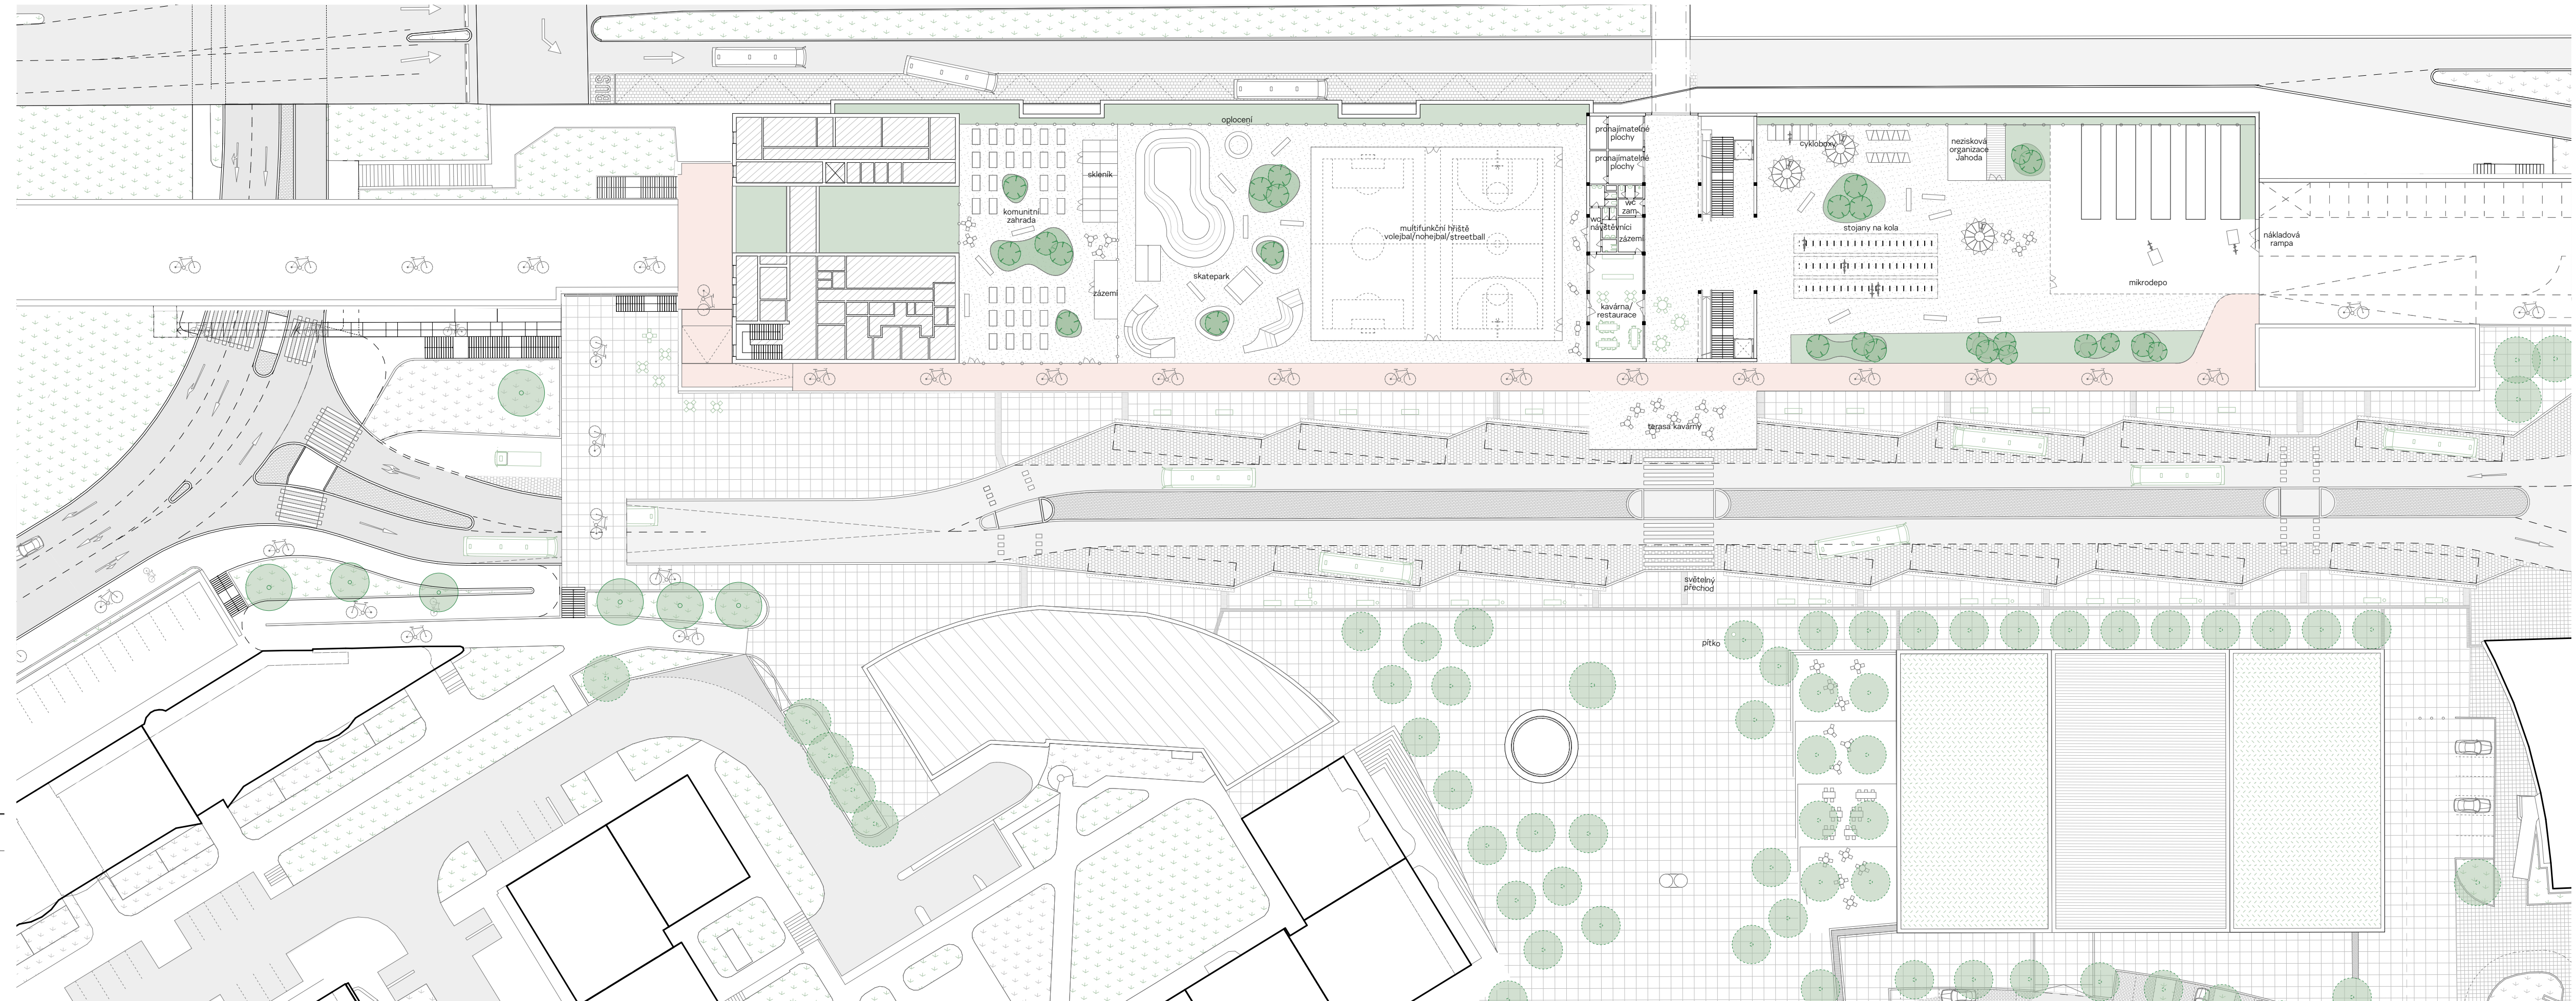 BUS
oplocení
pronajímatelné
plochy
pronajímatelné
plochy
cykloboxy
nezisková
organizace
Jahoda
skleník
komunitní
zahrada
wc
zam.
wc
návštěvníci
zázemí
multifunkční hřiště
volejbal/nohejbal/streetball
stojany na kola
nákladová
rampa
skatepark
mikrodepo
zázemí
kavárna/
restaurace
terasa kavárny
světelný
přechod
pítko